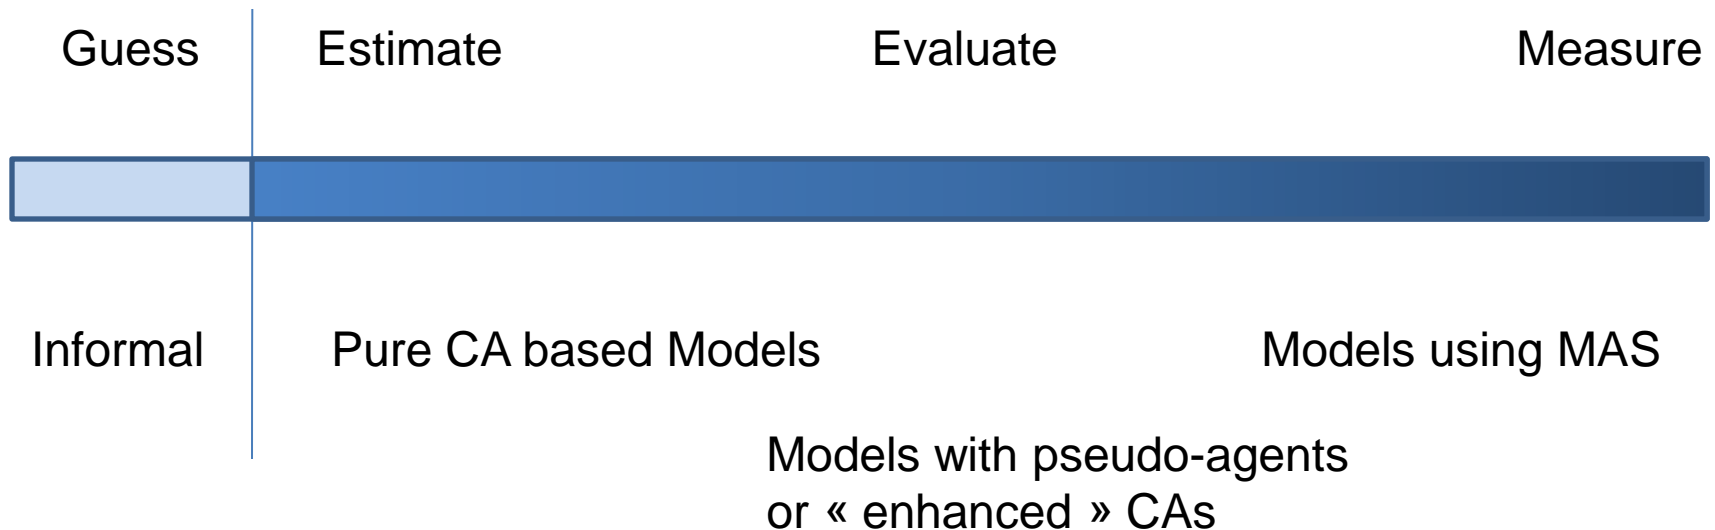 Guess Estimate Evaluate Measure
Informal Pure CA based Models Models using MAS
Models with pseudo-agents
or « enhanced » CAs